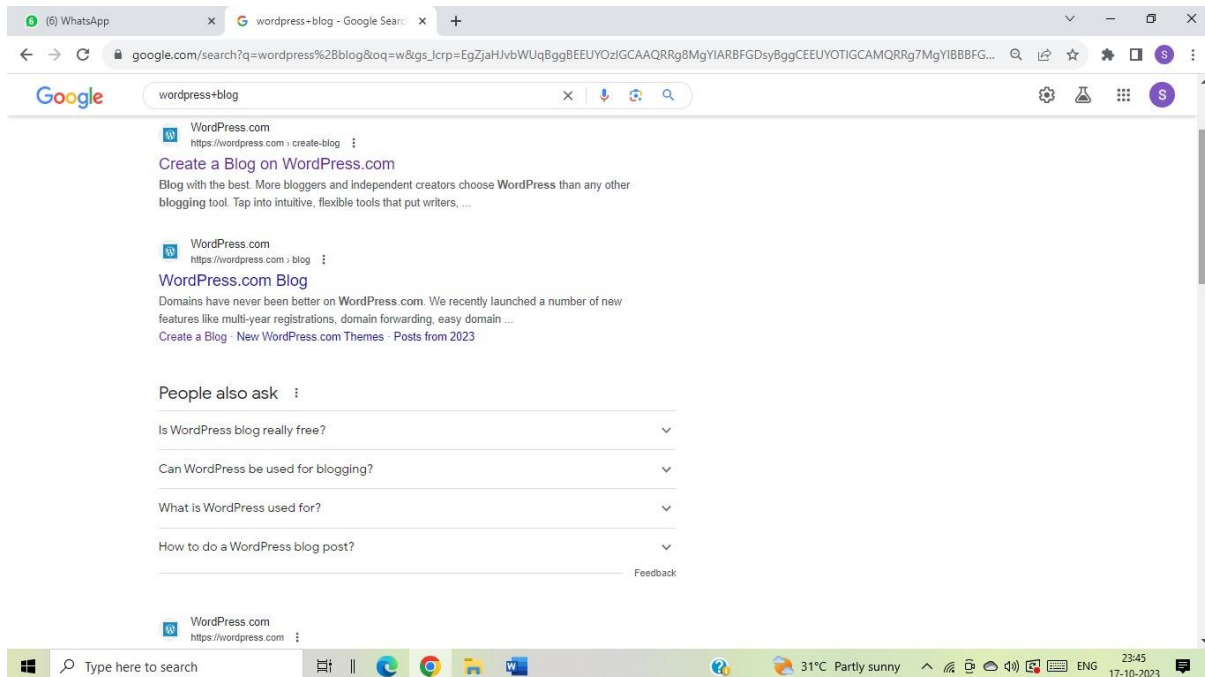 6 (6) WhatsApp
G wordpress+blog - Google Searc
google.com/search?q=wordpress%2Bblog&oq=w&gs_lcrp=EgZjaHJvbWUqBggBEEUYOzIGCAAQRRg8MgYIARBFGDsyBggCEEUYOTIGCAMQRRg7MgYIBBBFG...
S
Google
wordpress+blog
S
WordPress.com
https://wordpress.com › create-blog
Create a Blog on WordPress.com
Blog with the best. More bloggers and independent creators choose WordPress than any other
blogging tool. Tap into intuitive, flexible tools that put writers, ...
WordPress.com
https://wordpress.com › blog
WordPress.com Blog
Domains have never been better on WordPress.com. We recently launched a number of new
features like multi-year registrations, domain forwarding, easy domain ...
Create a Blog · New WordPress.com Themes · Posts from 2023
People also ask
Is WordPress blog really free?
Can WordPress be used for blogging?
What is WordPress used for?
How to do a WordPress blog post?
Feedback
WordPress.com
https://wordpress.com
Type here to search
31°C Partly sunny
ENG
23:45
17-10-2023